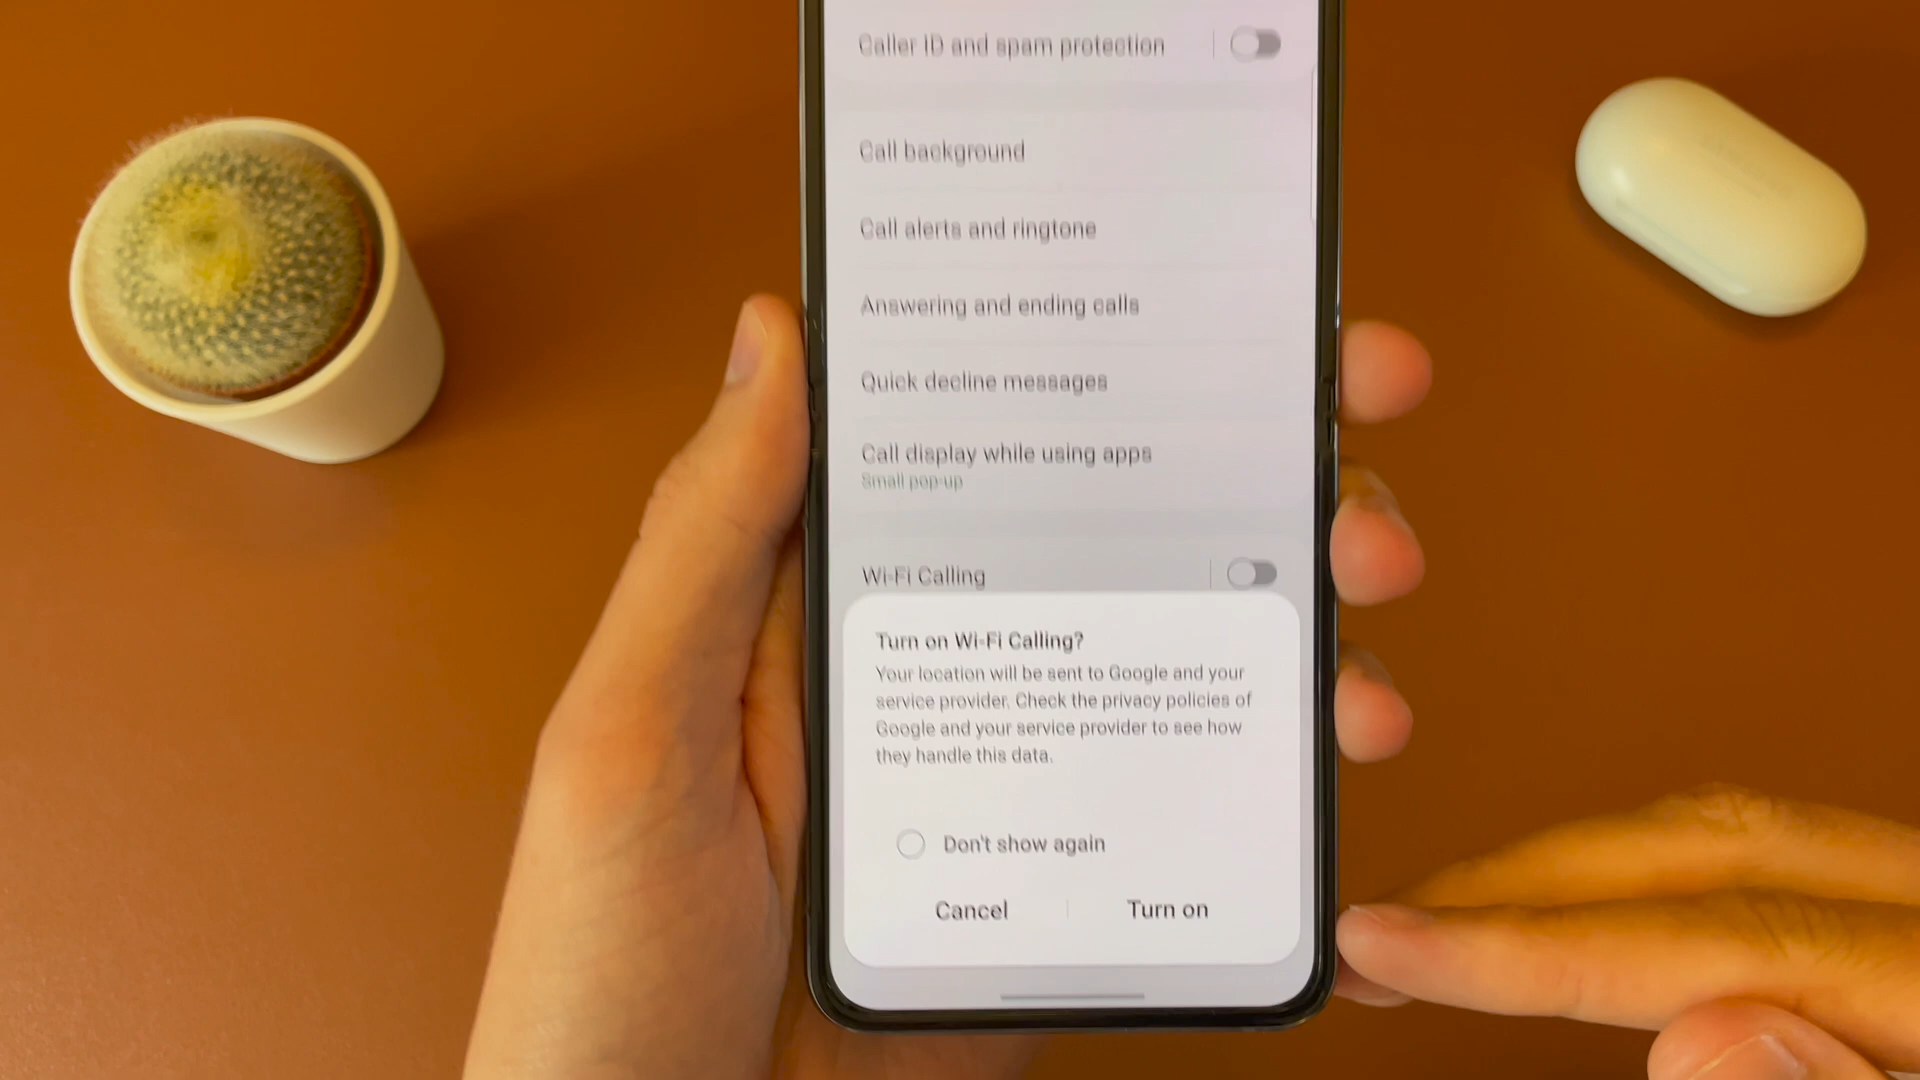 Caller ID and spam protection
Call background
Call alerts and ringtone
Answering and ending calls
Quick decline messages
Call display while using apps
Small pop-up
Wi-Fi Calling
Turn on Wi-Fi Calling?
Your location will be sent to Google and your
service provider. Check the privacy policies of
Google and your service provider to see how
they handle this data.
Don't show again
Cancel
Turn on